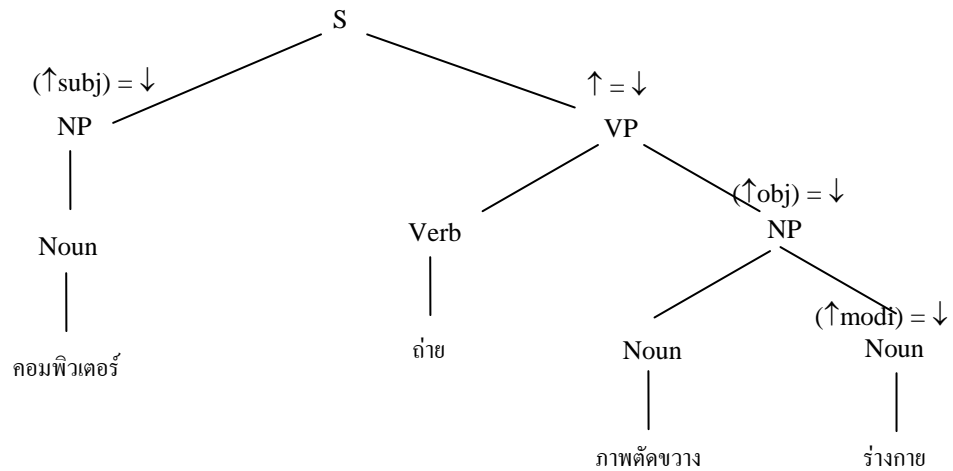 S
(↑subj) = ↓
↑ = ↓
NP
VP
(↑obj) = ↓
Noun
Verb
NP
(↑modi) = ↓
คอมพิวเตอร์
ถ่าย
Noun
Noun
ภาพตัดขวาง
ร่างกาย